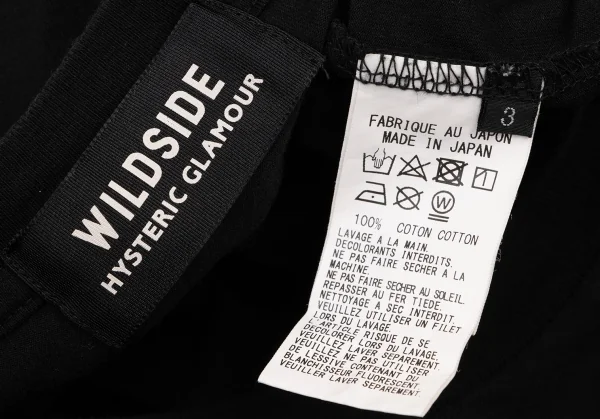 WILDSIDE
HYSTERIC GLAMOUR
3
FABRIQUE AU JAPON
MADE IN JAPAN
W
100% COTON COTTON
LAVAGE A LA MAIN.
DECOLORANTS INTERDITS.
NE PAS FAIRE SECHER A LA
MACHINE.
NE PAS FAIRE SECHER AU SOLEIL.
REPASSER AU FER TIEDE.
NETTOYAGE A SEC INTERDIT.
VEUILLEZ UTILISER UN FILET
LORS DU LAVAGE.
L'ARTICLE RISQUE DE SE
DECOLORER LORS DU LAVAGE.
VEUILLEZ LAVER SEPAREMENT.
VEUILLEZ NE PAS UTILISER
DE LESSIVE CONTENANT DU
BLANCHISSEUR FLUORESCENT.
VEUILLER LAVER SEPAREMENT.